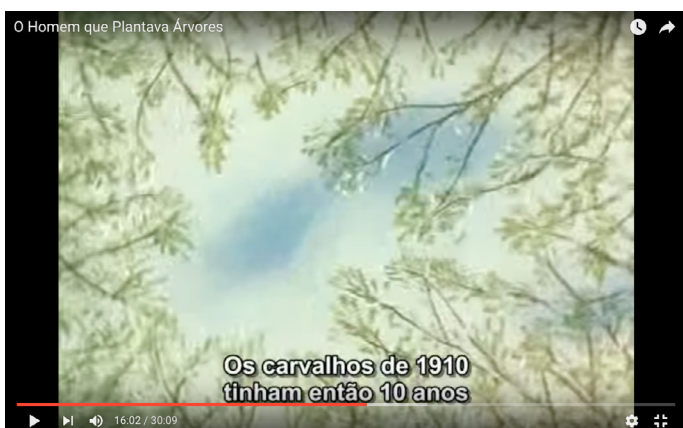 O Homem que Plantava Árvores
Os carvalhos de 1910
tinham então 10 anos
16:02 / 30:09